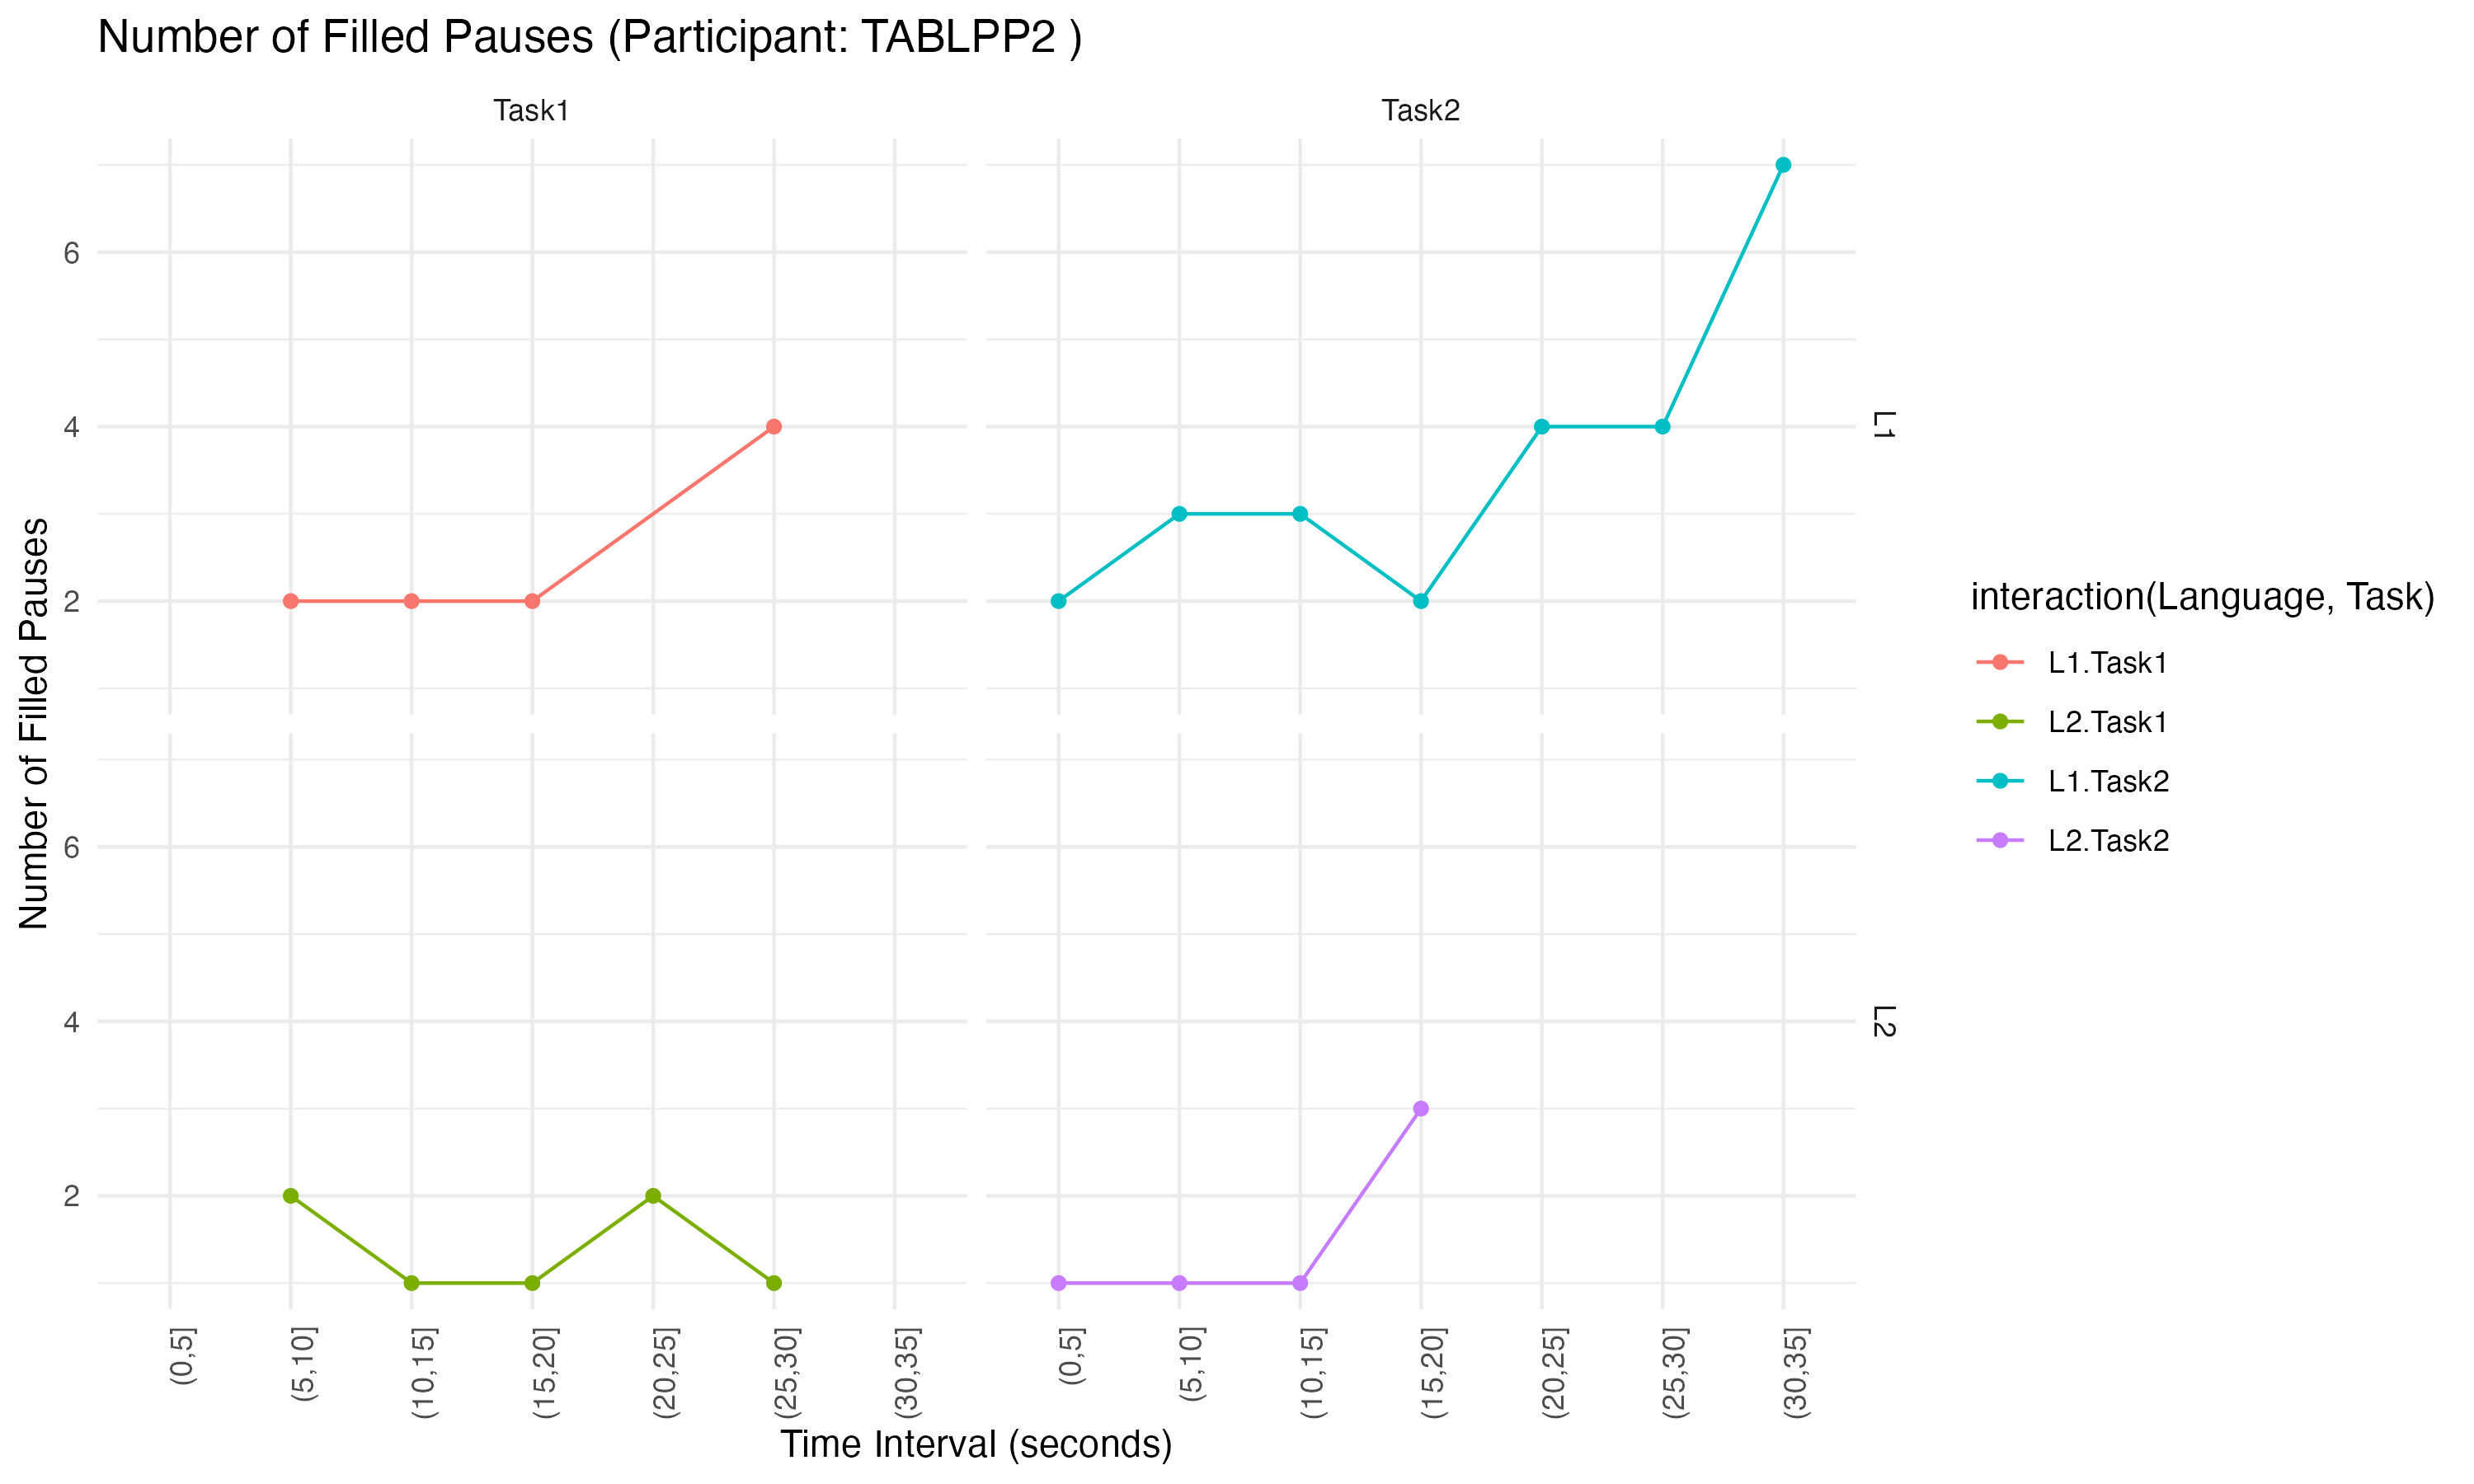 Number of Filled Pauses (Participant: TABLPP2 )
Task1
Task2
6
4
2
L1
6
4
2
L2
Number of Filled Pauses
(0,5]
(5,10]
(10,15]
(15,20]
(20,25]
(25,30]
(30,35]
(0,5]
(5,10]
(10,15]
(15,20]
(20,25]
(25,30]
(30,35]
Time Interval (seconds)
interaction(Language, Task)
L1.Task1
L2.Task1
L1.Task2
L2.Task2